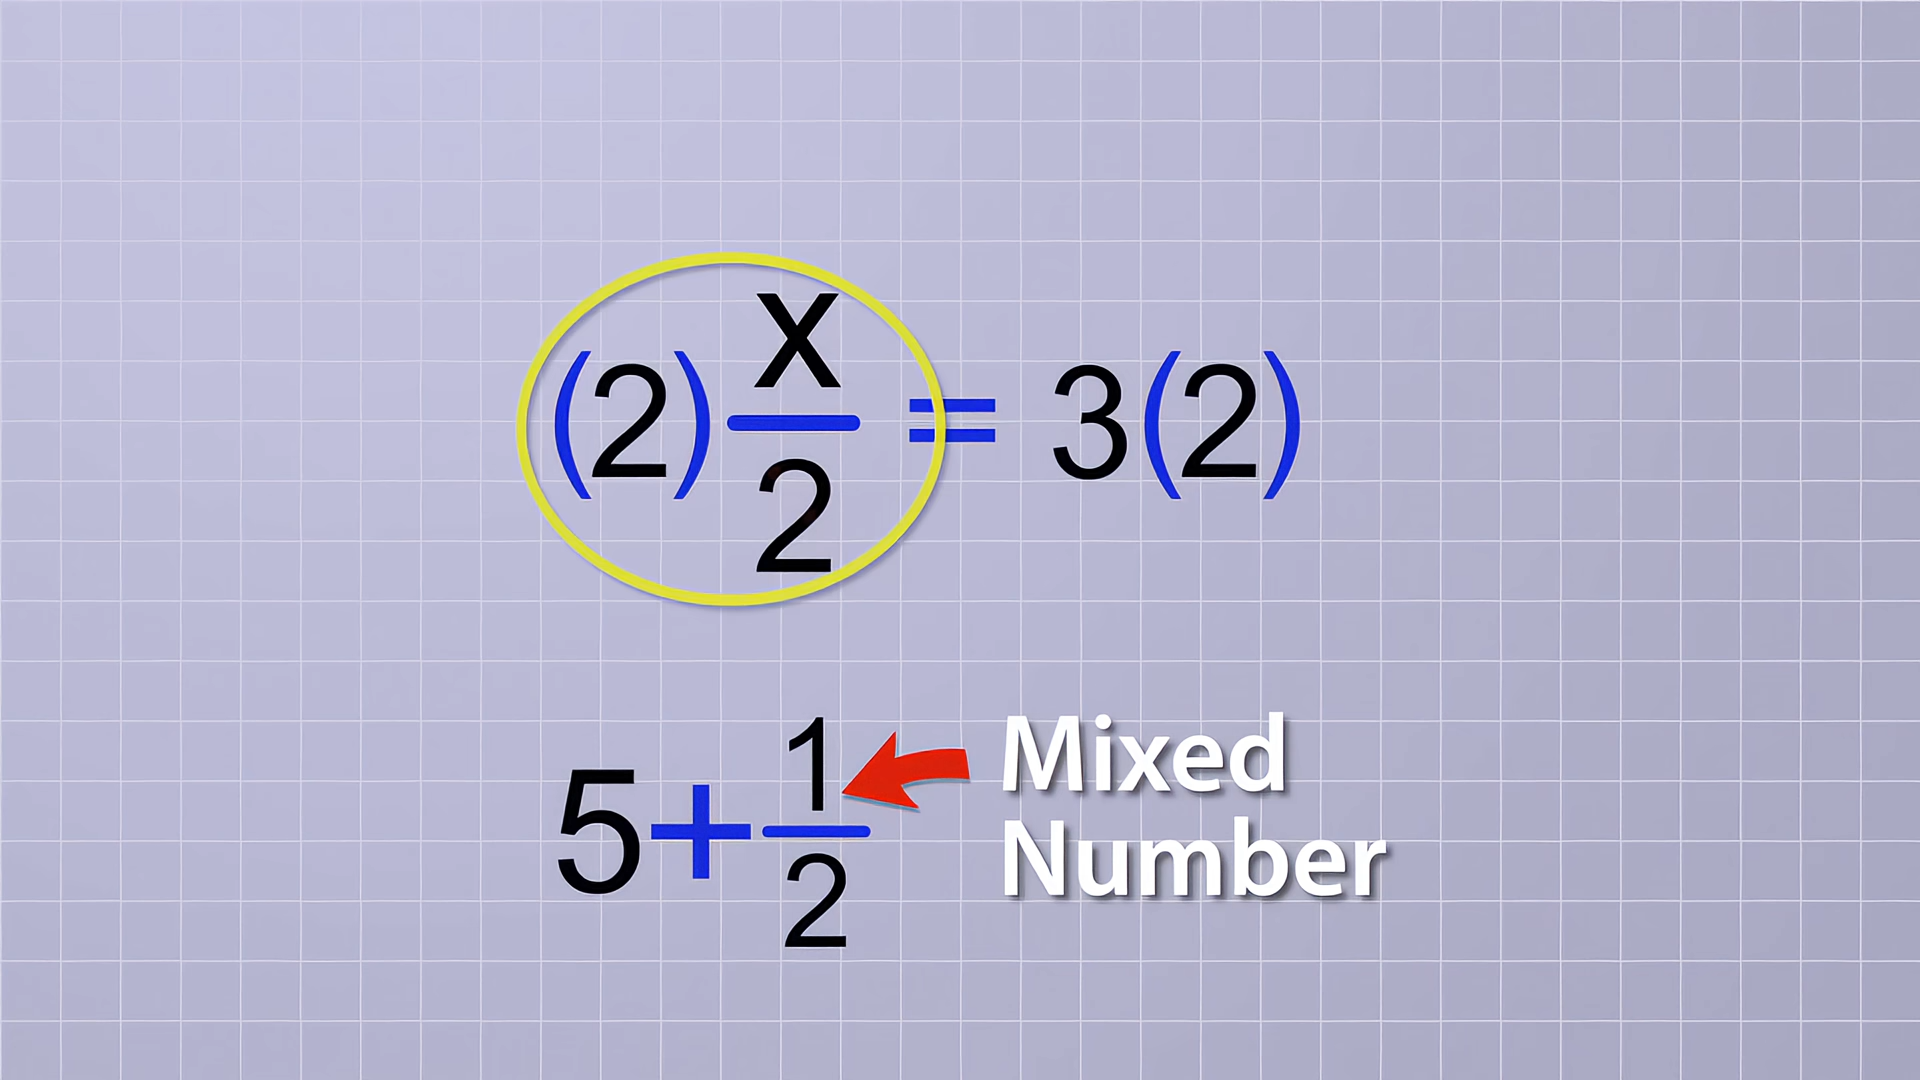 (2) x/2 = 3(2)
5+1/2
Mixed
Number